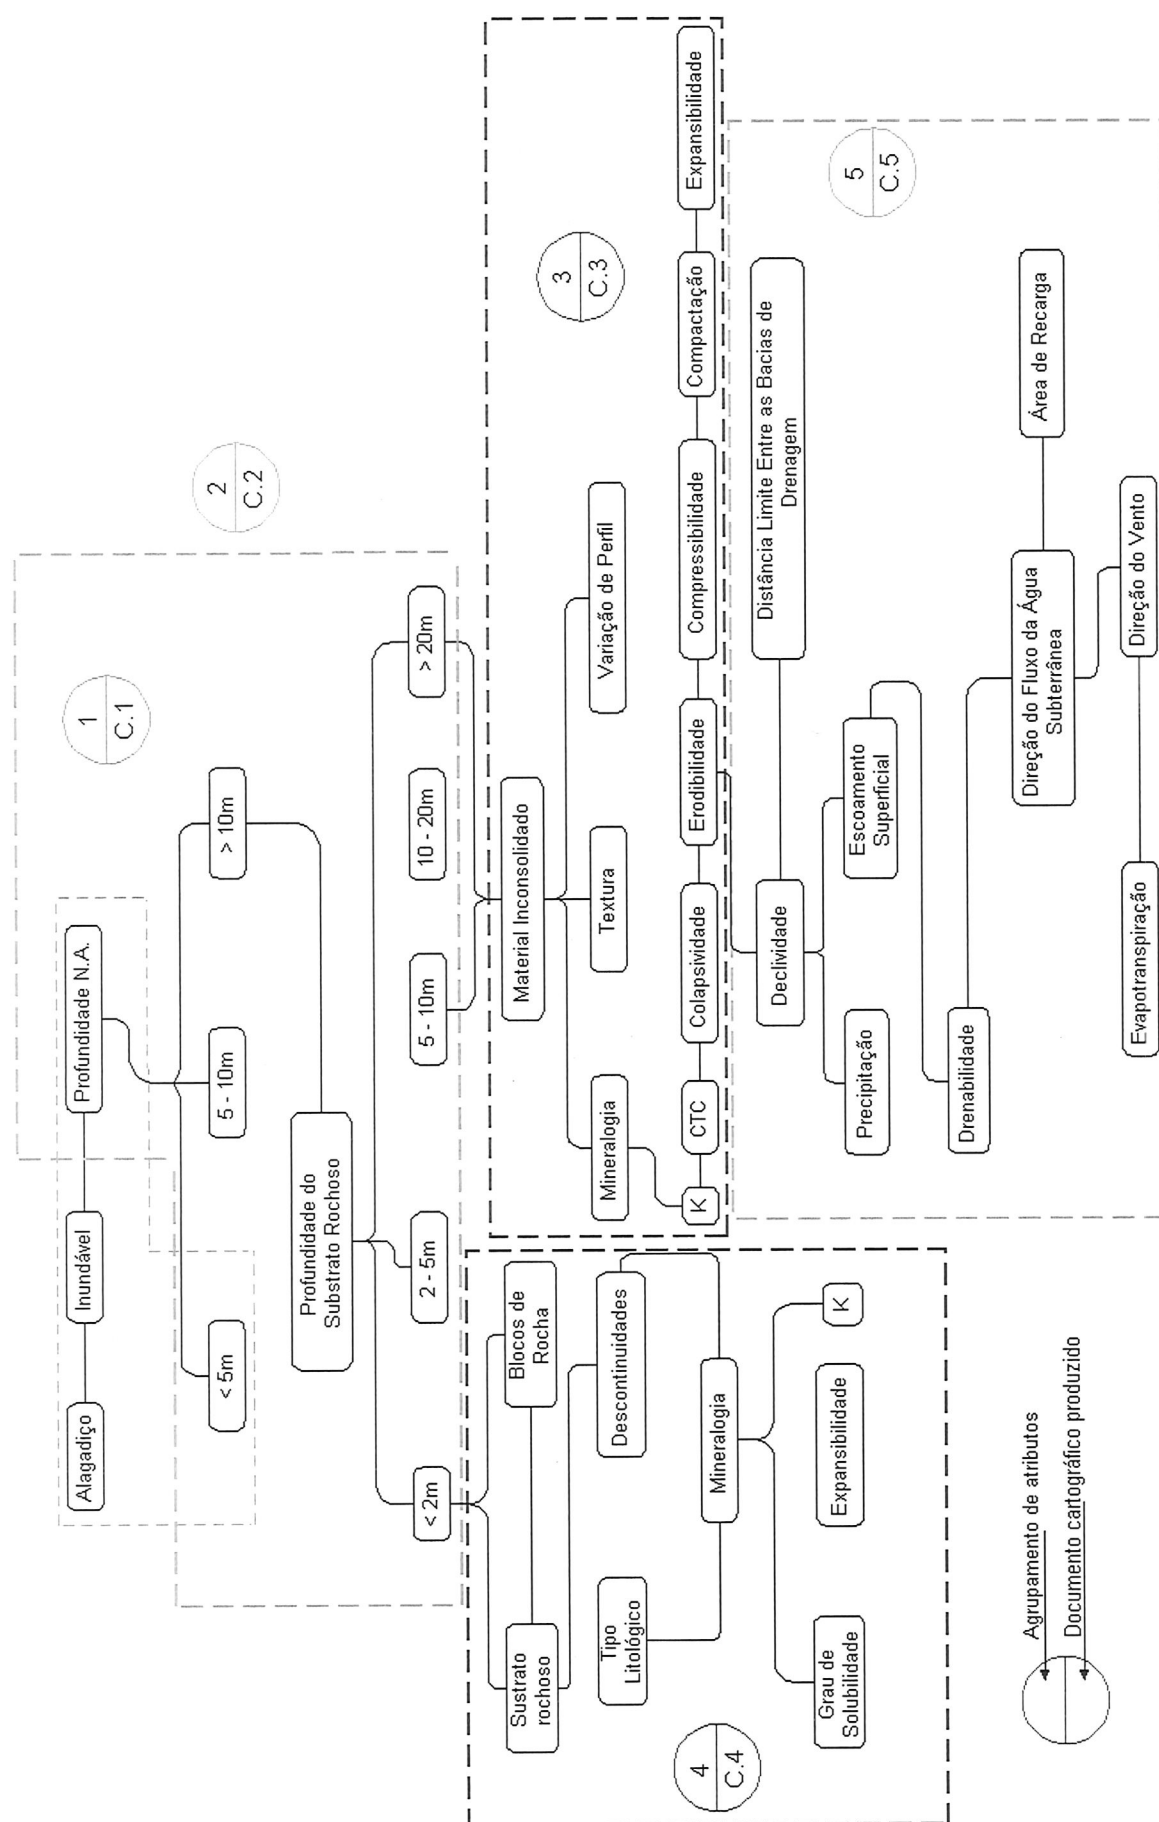 1
C.1
Alagadiço
Inundável
Profundidade N.A.
2
C.2
< 5m
5 - 10m
> 10m
Profundidade do
Substrato Rochoso
< 2m
2 - 5m
5 - 10m
10 - 20m
> 20m
Sustrato
rochoso
Blocos de
Rocha
Material Inconsolidado
3
C.3
Tipo
Litológico
Descontinuidades
Mineralogia
Textura
Variação de Perfil
4
C.4
Mineralogia
K
CTC
Colapsividade
Erodibilidade
Compressibilidade
Compactação
Expansibilidade
Grau de
Solubilidade
Expansibilidade
K
Declividade
Distância Limite Entre as Bacias de
Drenagem
5
C.5
Precipitação
Escoamento
Superficial
Drenabilidade
Direção do Fluxo da Água
Subterrânea
Área de Recarga
Evapotranspiração
Direção do Vento
Agrupamento de atributos
Documento cartográfico produzido